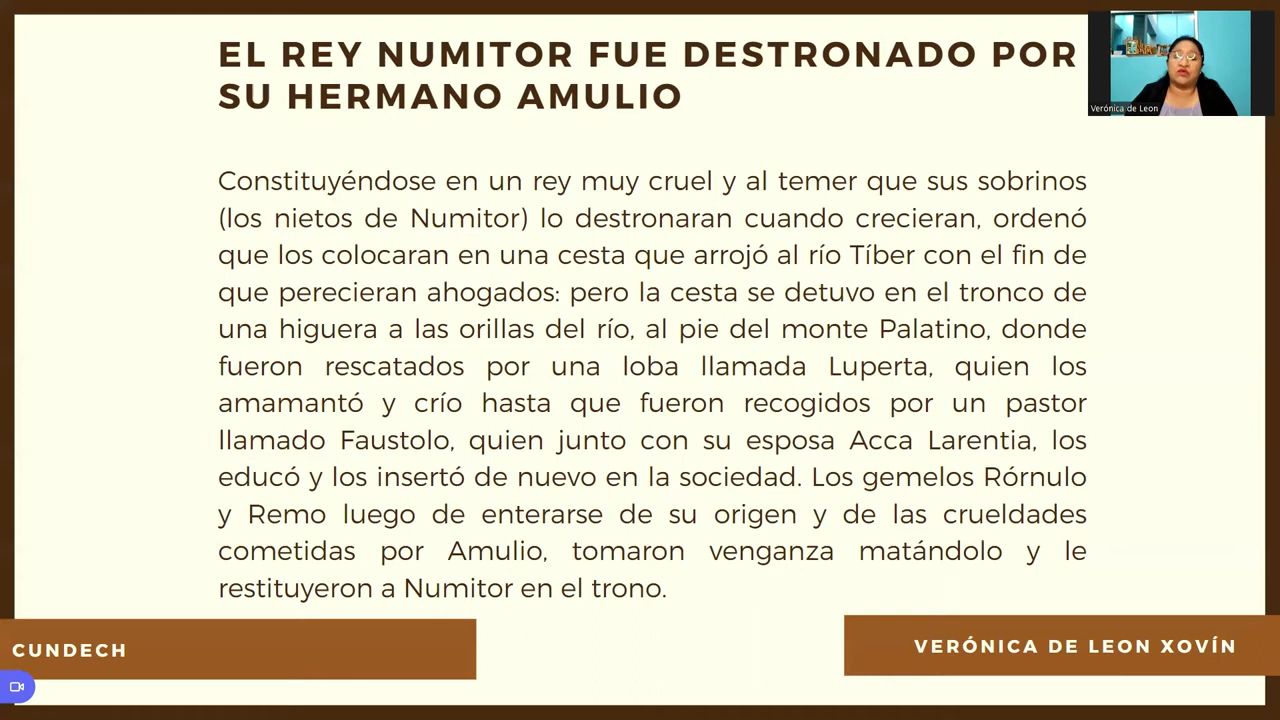 EL REY NUMITOR FUE DESTRONADO POR
SU HERMANO AMULIO
Verónica de Leon
Constituyéndose en un rey muy cruel y al temer que sus sobrinos
(los nietos de Numitor) lo destronaran cuando crecieran, ordenó
que los colocaran en una cesta que arrojó al río Tíber con el fin de
que perecieran ahogados: pero la cesta se detuvo en el tronco de
una higuera a las orillas del río, al pie del monte Palatino, donde
fueron rescatados por una loba llamada Luperta, quien los
amamantó y crío hasta que fueron recogidos por un pastor
llamado Faustolo, quien junto con su esposa Acca Larentia, los
educó y los insertó de nuevo en la sociedad. Los gemelos Rórnulo
y Remo luego de enterarse de su origen y de las crueldades
cometidas por Amulio, tomaron venganza matándolo y le
restituyeron a Numitor en el trono.
CUNDECH
VERÓNICA DE LEON XOVÍN